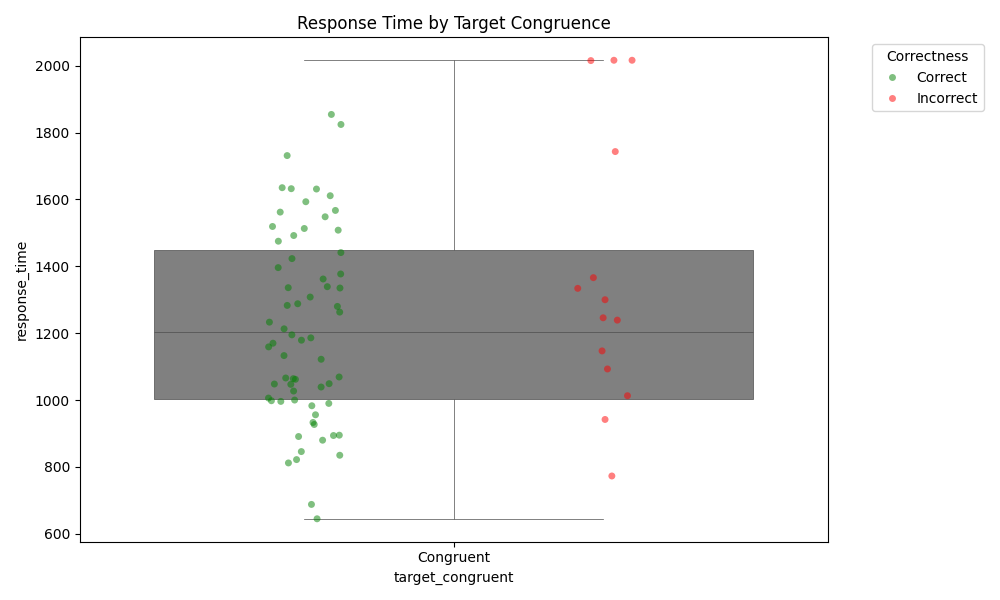 Response Time by Target Congruence
Correctness
Correct
Incorrect
response_time
2000
1800
1600
1400
1200
1000
800
600
Congruent
target_congruent